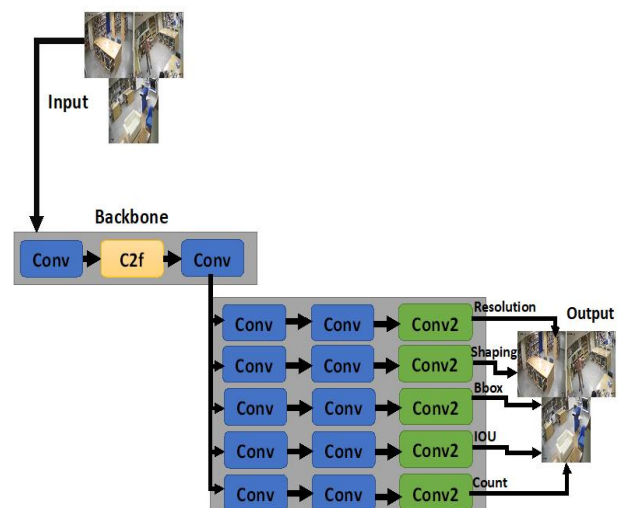 Input
Backbone
Conv C2f Conv
Resolution Output
Conv Conv Conv2
Shaping
Conv Conv Conv2
Bbox
Conv Conv Conv2
IOU
Conv Conv Conv2
Count
Conv Conv Conv2